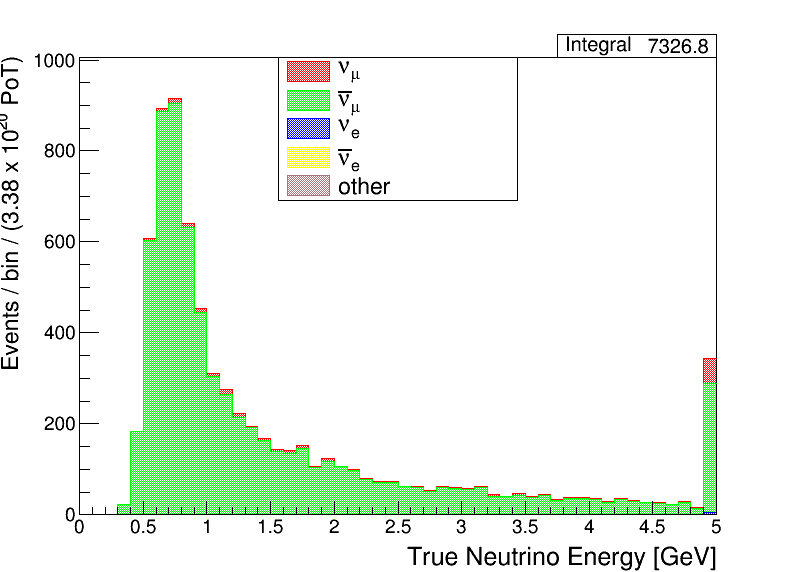 Integral 7326.8
1000
800
600
400
200
0
Events / bin / (3.38 x 10²⁰ PoT)
ν_μ
ν̅_μ
ν_e
ν̅_e
other
0 0.5 1 1.5 2 2.5 3 3.5 4 4.5 5
True Neutrino Energy [GeV]